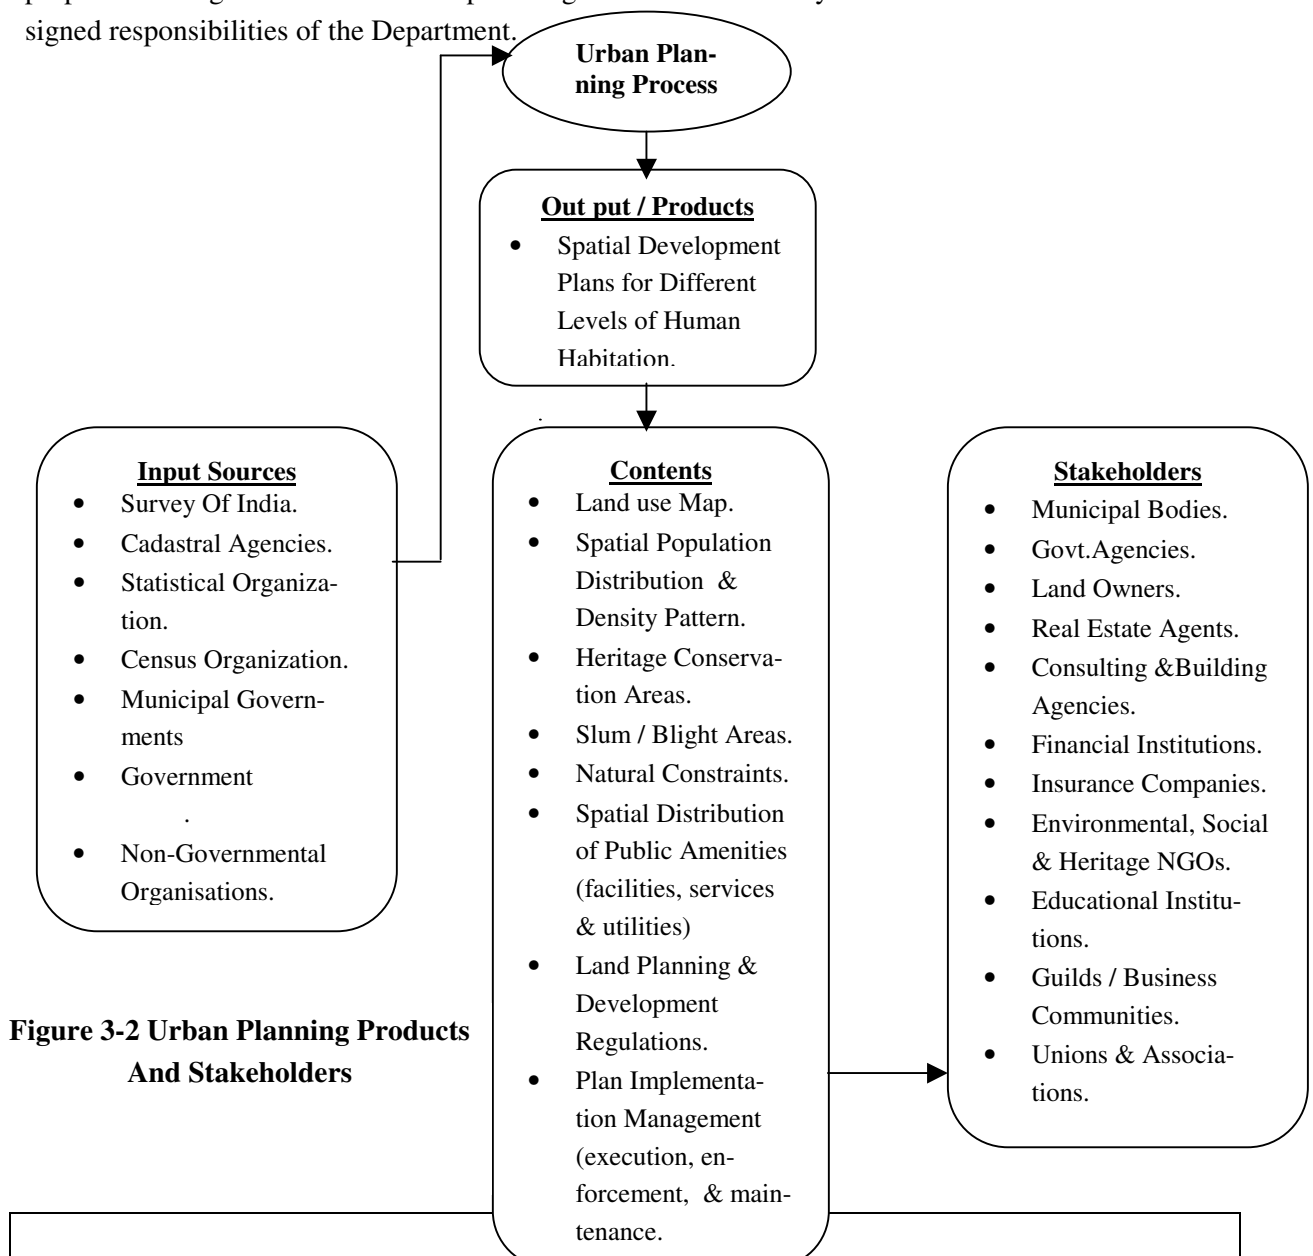 signed responsibilities of the Department.
Urban Plan-
ning Process
Out put / Products
• Spatial Development
Plans for Different
Levels of Human
Habitation.
Input Sources
• Survey Of India.
• Cadastral Agencies.
• Statistical Organiza-
tion.
• Census Organization.
• Municipal Govern-
ments
• Government
.
• Non-Governmental
Organisations.
Contents
• Land use Map.
• Spatial Population
Distribution &
Density Pattern.
• Heritage Conserva-
tion Areas.
• Slum / Blight Areas.
• Natural Constraints.
• Spatial Distribution
of Public Amenities
(facilities, services
& utilities)
• Land Planning &
Development
Regulations.
• Plan Implementa-
tion Management
(execution, en-
forcement, & main-
tenance.
Stakeholders
• Municipal Bodies.
• Govt.Agencies.
• Land Owners.
• Real Estate Agents.
• Consulting &Building
Agencies.
• Financial Institutions.
• Insurance Companies.
• Environmental, Social
& Heritage NGOs.
• Educational Institu-
tions.
• Guilds / Business
Communities.
• Unions & Associa-
tions.
Figure 3-2 Urban Planning Products
And Stakeholders